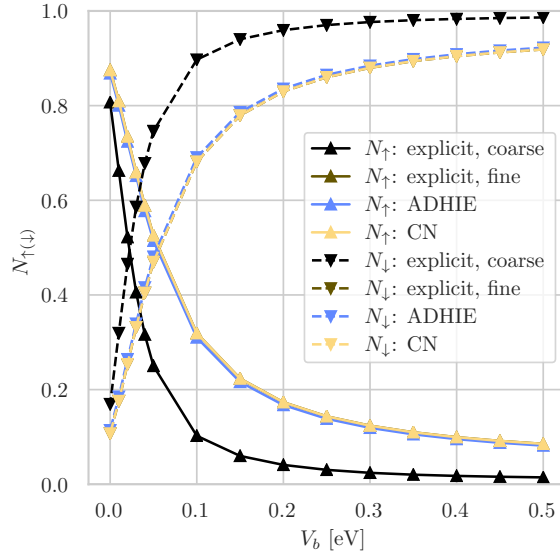 1.0
0.8
0.6
0.4
0.2
0.0
N↑(↓)
N↑: explicit, coarse
N↑: explicit, fine
N↑: ADHIE
N↑: CN
N↓: explicit, coarse
N↓: explicit, fine
N↓: ADHIE
N↓: CN
0.0 0.1 0.2 0.3 0.4 0.5
V_b [eV]